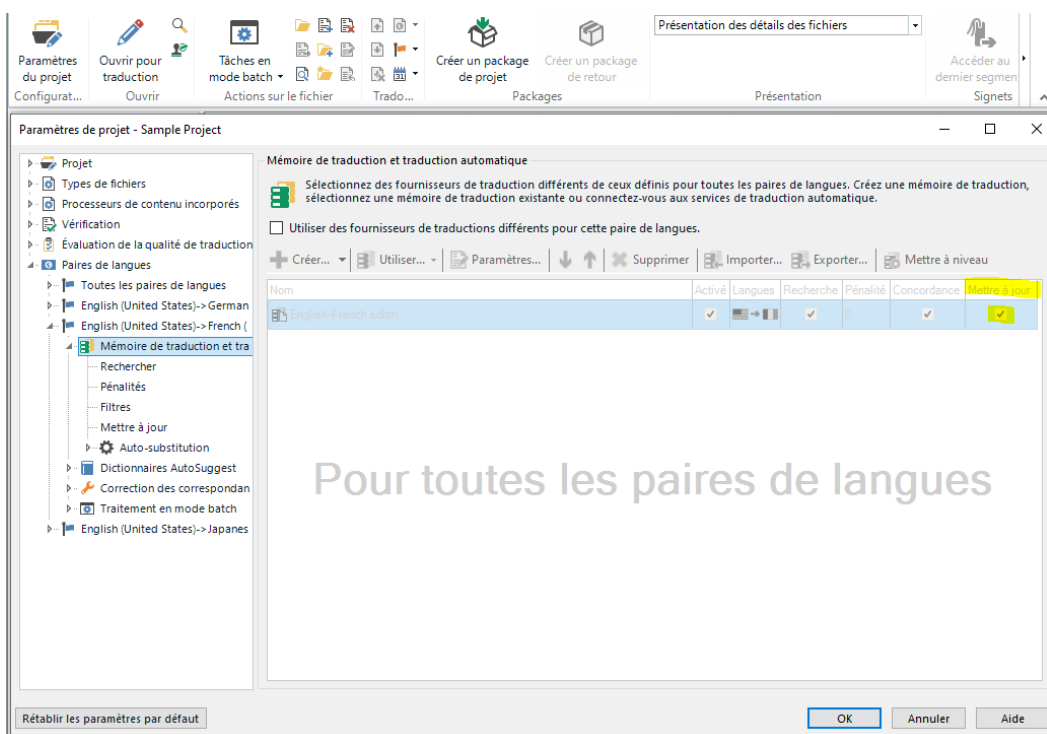 Présentation des détails des fichiers
Paramètres du projet
Ouvrir pour traduction
Tâches en mode batch
Créer un package de projet
Créer un package de retour
Accéder au dernier segmen
Configurat...
Ouvrir
Actions sur le fichier
Trado...
Packages
Présentation
Signets
Paramètres de projet - Sample Project
Projet
Types de fichiers
Processeurs de contenu incorporés
Vérification
Évaluation de la qualité de traduction
Paires de langues
Toutes les paires de langues
English (United States)->German
English (United States)->French (
Mémoire de traduction et tra
Rechercher
Pénalités
Filtres
Mettre à jour
Auto-substitution
Dictionnaires AutoSuggest
Correction des correspondan
Traitement en mode batch
English (United States)->Japanes
Mémoire de traduction et traduction automatique
Sélectionnez des fournisseurs de traduction différents de ceux définis pour toutes les paires de langues. Créez une mémoire de traduction,
sélectionnez une mémoire de traduction existante ou connectez-vous aux services de traduction automatique.
Utiliser des fournisseurs de traductions différents pour cette paire de langues.
Créer... Utiliser... Paramètres... Supprimer Importer... Exporter... Mettre à niveau
Nom Activé Langues Recherche Pénalité Concordance Mettre à jour
English-French.sdltm 0
Pour toutes les paires de langues
Rétablir les paramètres par défaut
OK Annuler Aide